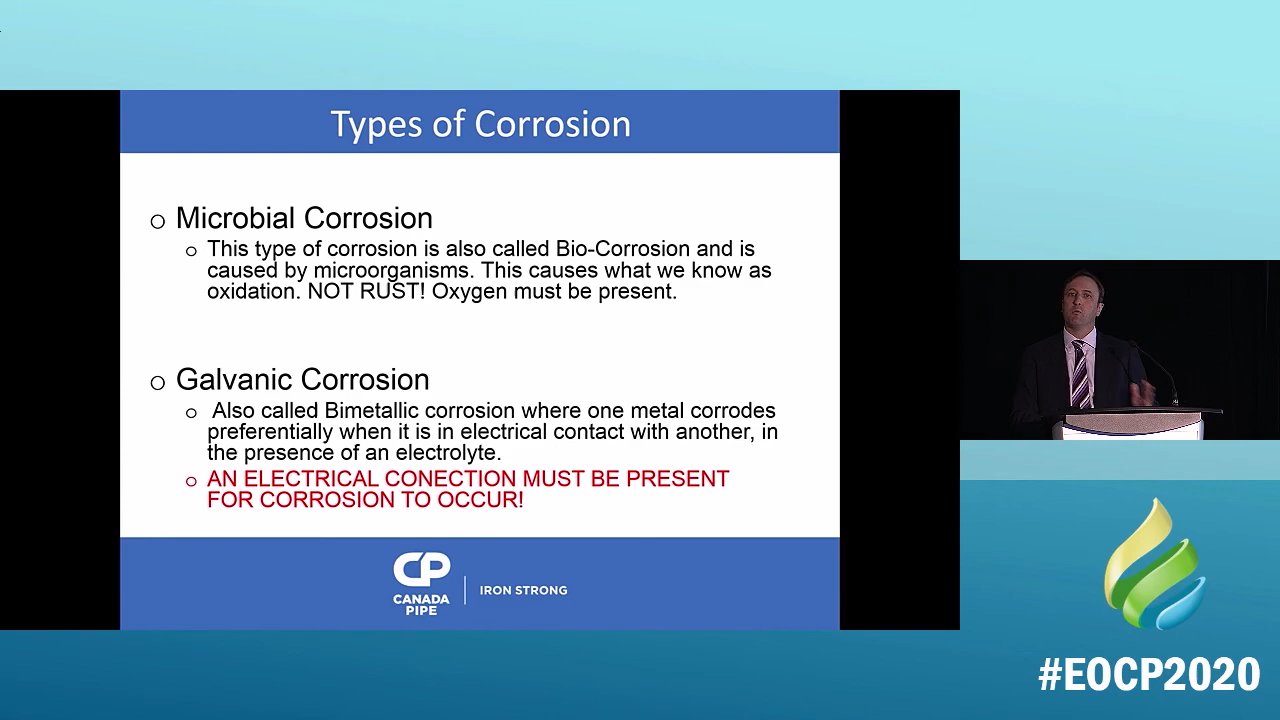 Types of Corrosion
o Microbial Corrosion
o This type of corrosion is also called Bio-Corrosion and is
caused by microorganisms. This causes what we know as
oxidation. NOT RUST! Oxygen must be present.
o Galvanic Corrosion
o Also called Bimetallic corrosion where one metal corrodes
preferentially when it is in electrical contact with another, in
the presence of an electrolyte.
o AN ELECTRICAL CONECTION MUST BE PRESENT
FOR CORROSION TO OCCUR!
CP
CANADA
PIPE
IRON STRONG
#EOCP2020